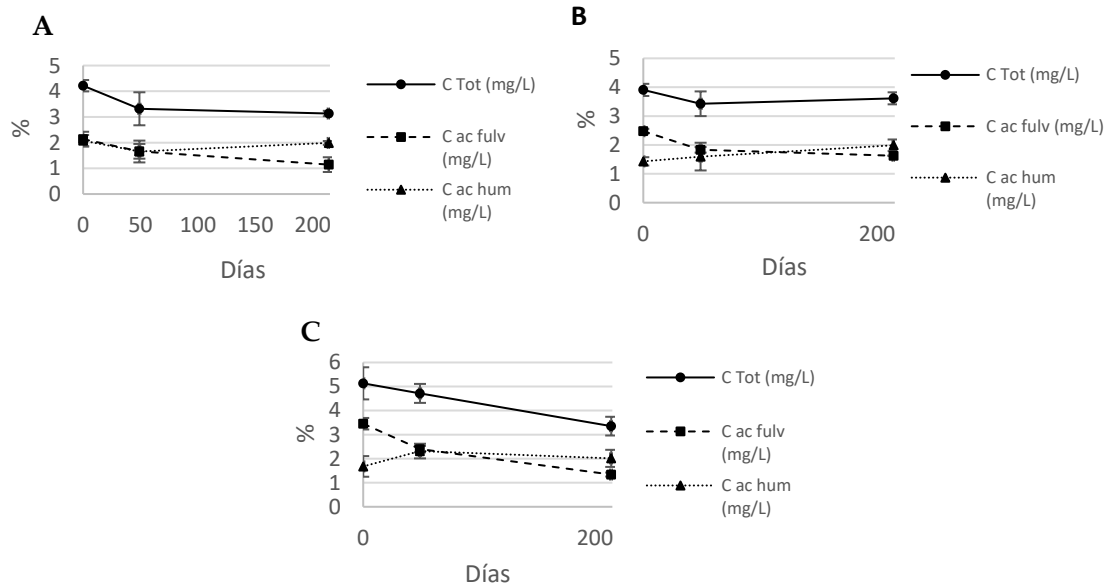 A
5
4
3
2
1
0
%
0 50 100 150 200
Días
C Tot (mg/L)
C ac fulv
(mg/L)
C ac hum
(mg/L)
B
5
4
3
2
1
0
%
0 200
Días
C Tot (mg/L)
C ac fulv (mg/L)
C ac hum
(mg/L)
C
6
5
4
3
2
1
0
%
0 200
Días
C Tot (mg/L)
C ac fulv
(mg/L)
C ac hum
(mg/L)